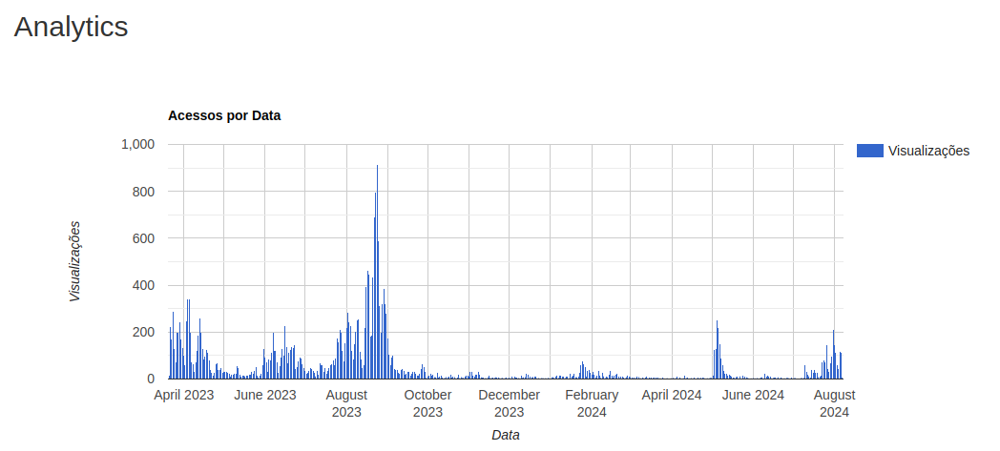 Analytics
Acessos por Data
1,000
800
600
400
200
0
Visualizações
Visualizações
April 2023
June 2023
August
2023
October
2023
December
2023
February
2024
April 2024
June 2024
August
2024
Data